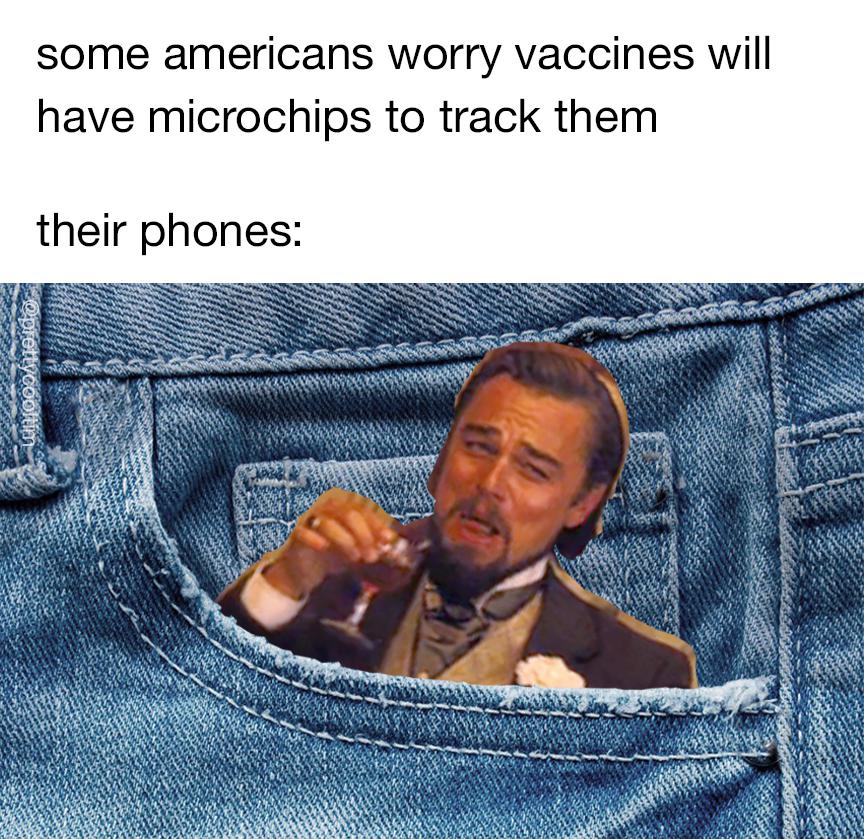 some americans worry vaccines will
have microchips to track them
their phones: